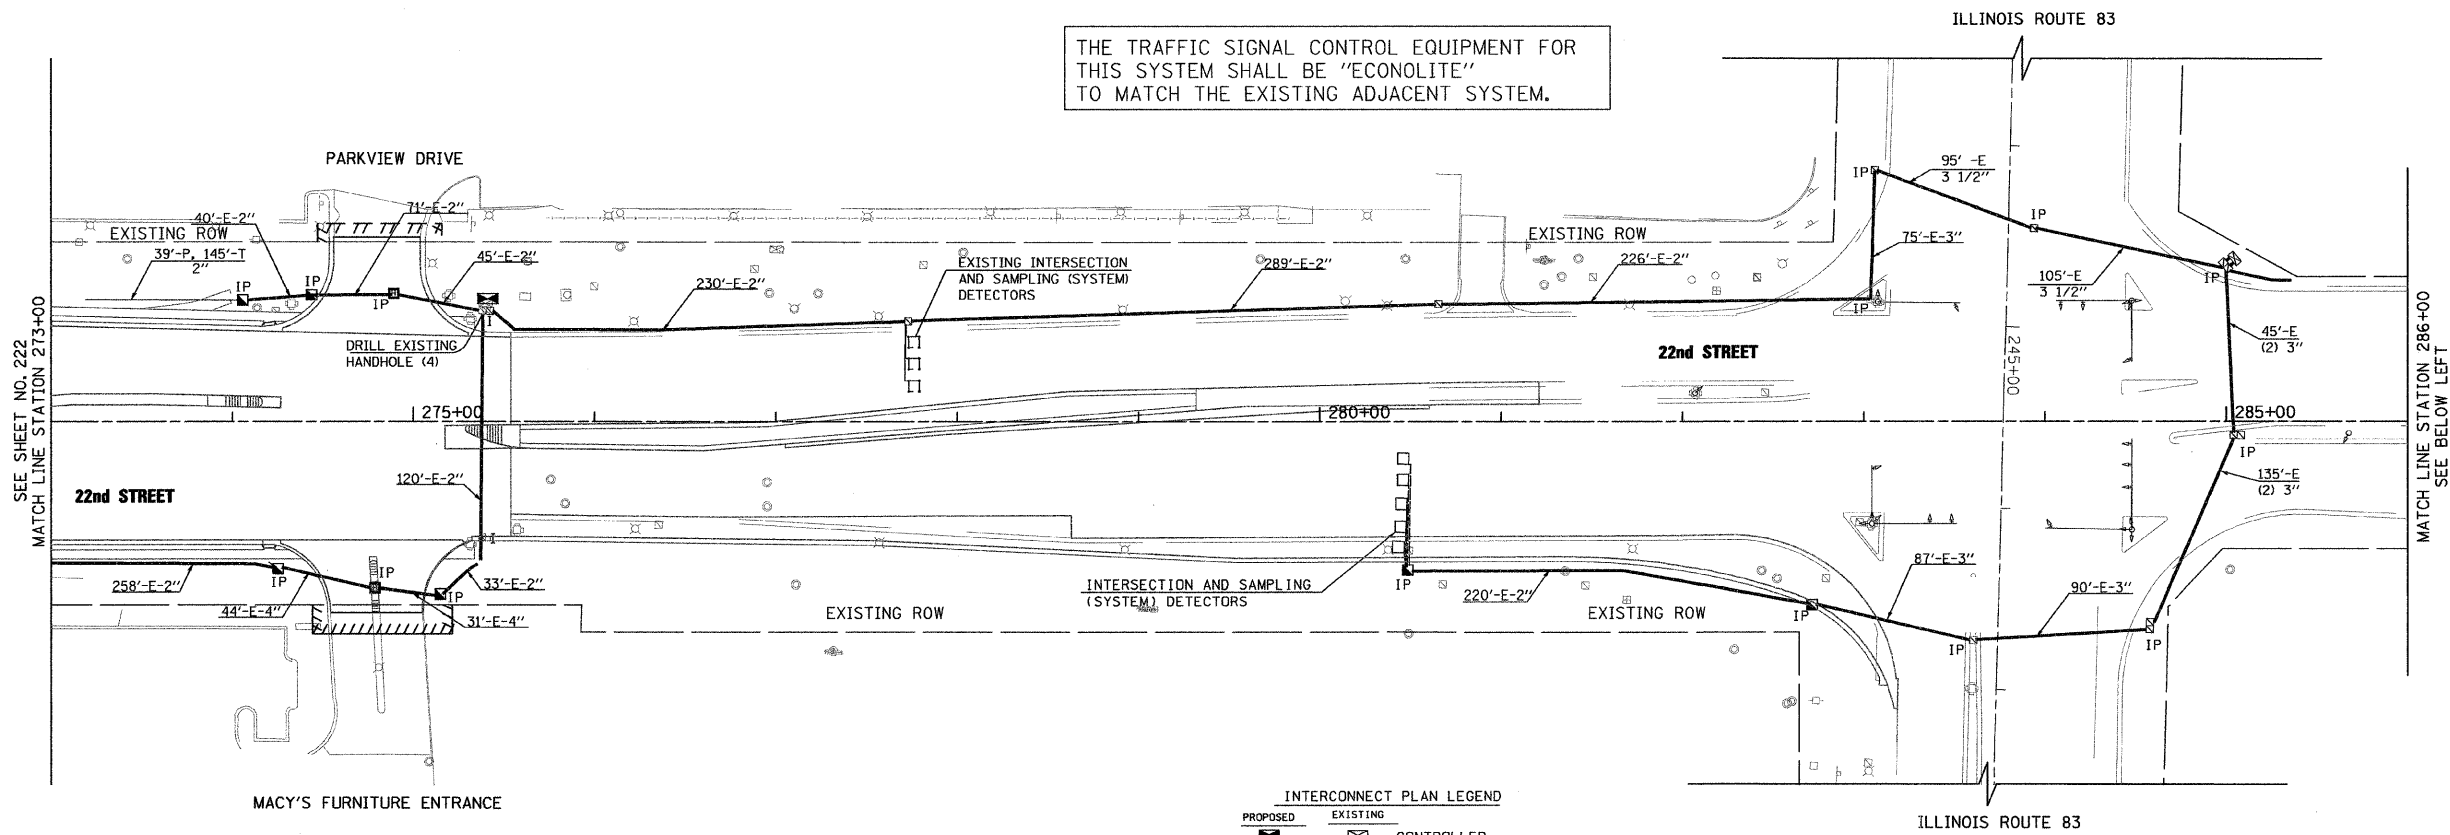 ILLINOIS ROUTE 83
THE TRAFFIC SIGNAL CONTROL EQUIPMENT FOR
THIS SYSTEM SHALL BE "ECONOLITE"
TO MATCH THE EXISTING ADJACENT SYSTEM.
PARKVIEW DRIVE
95' -E
3 1/2"
IP
IP
40'-E-2"
71'-E-2"
EXISTING ROW
EXISTING ROW
75'-E-3"
39'-P, 145'-T
2"
45'-E-2"
EXISTING INTERSECTION
AND SAMPLING (SYSTEM)
DETECTORS
289'-E-2"
226'-E-2"
230'-E-2"
105'-E
3 1/2"
IP
IP
IP
IP
IP
I
DRILL EXISTING
HANDHOLE (4)
45'-E
(2) 3"
22nd STREET
SEE SHEET NO. 222
MATCH LINE STATION 273+00
1245+00
MATCH LINE STATION 286+00
SEE BELOW LEFT
275+00
280+00
285+00
IP
120'-E-2"
135'-E
(2) 3"
22nd STREET
I
IP
IP
IP
IP
258'-E-2"
33'-E-2"
44'-E-4"
31'-E-4"
INTERSECTION AND SAMPLING
(SYSTEM) DETECTORS
220'-E-2"
87'-E-3"
90'-E-3"
EXISTING ROW
EXISTING ROW
IP
IP
MACY'S FURNITURE ENTRANCE
INTERCONNECT PLAN LEGEND
PROPOSED
EXISTING
CONTROLLER
ILLINOIS ROUTE 83